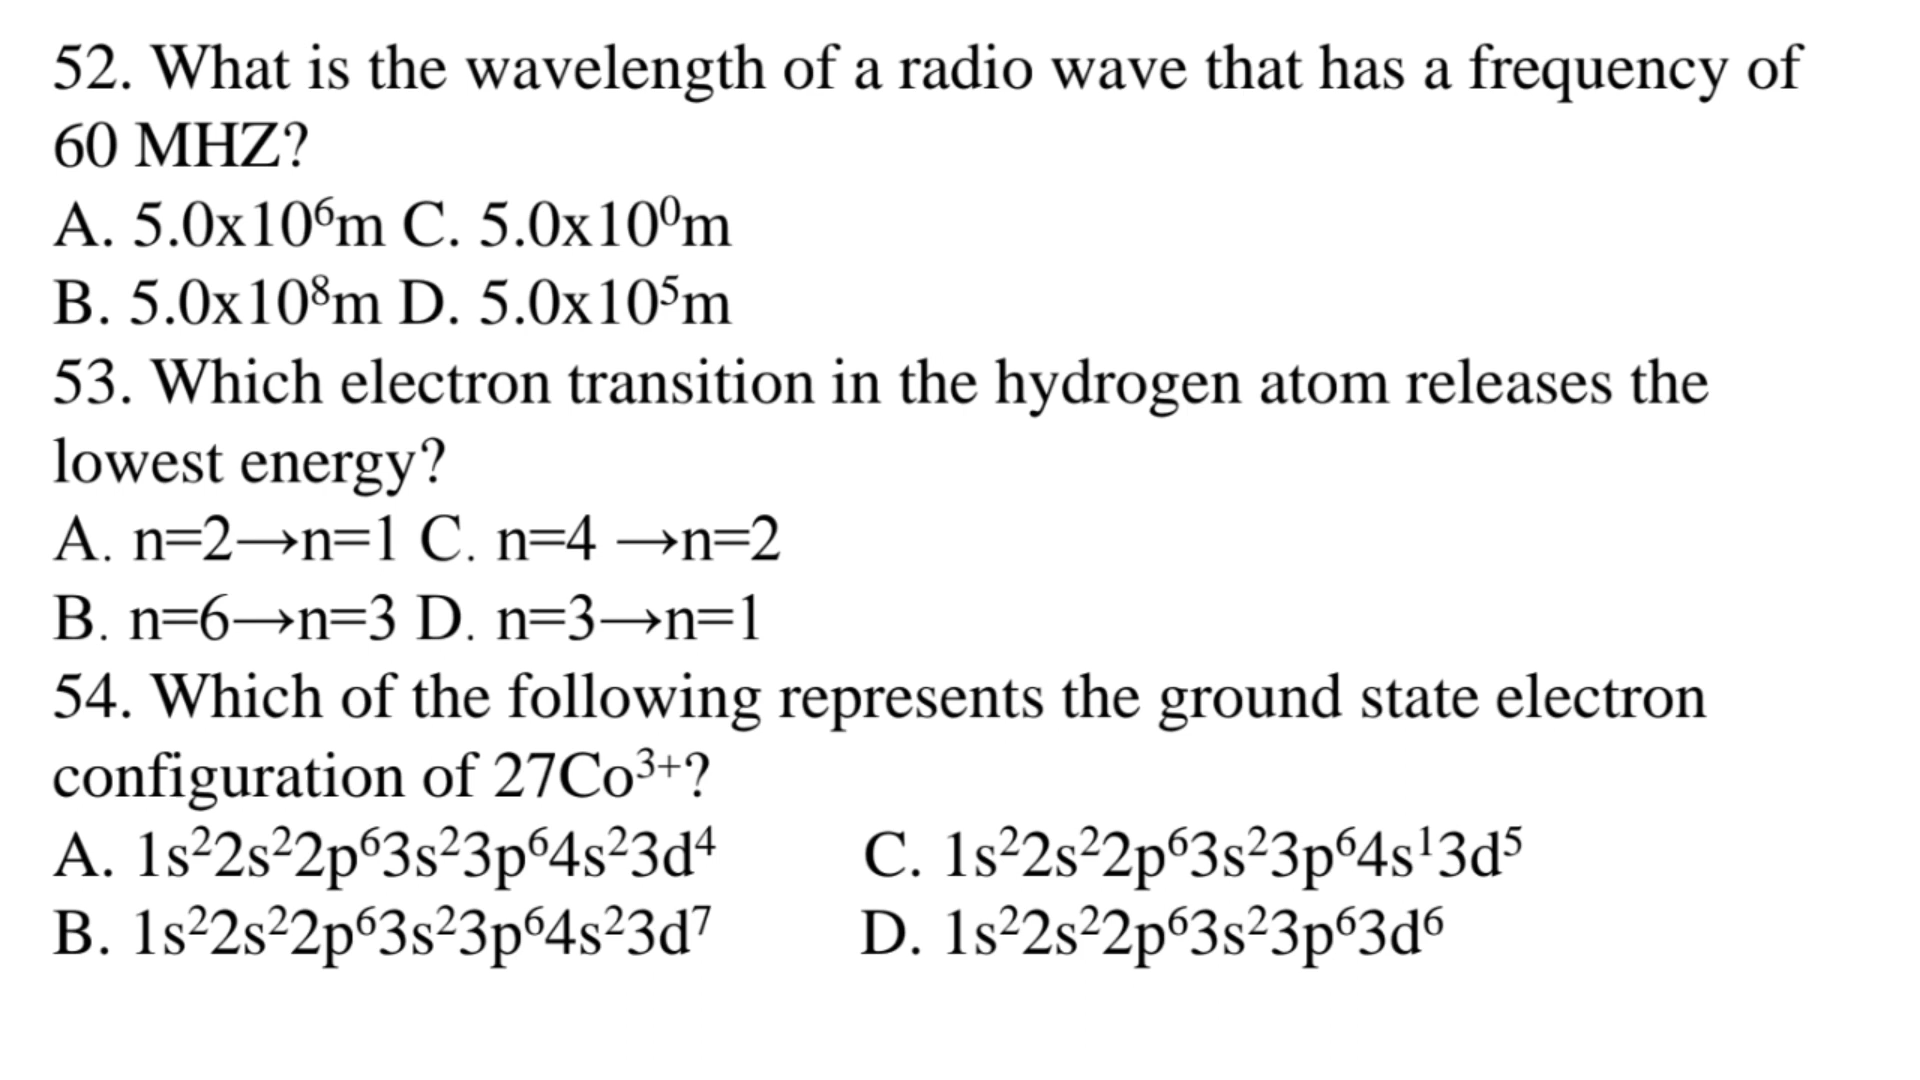 52. What is the wavelength of a radio wave that has a frequency of
60 MHZ?
A. 5.0x10⁶m C. 5.0x10⁰m
B. 5.0x10⁸m D. 5.0x10⁵m
53. Which electron transition in the hydrogen atom releases the
lowest energy?
A. n=2→n=1 C. n=4 →n=2
B. n=6→n=3 D. n=3→n=1
54. Which of the following represents the ground state electron
configuration of 27Co³⁺?
A. 1s²2s²2p⁶3s²3p⁶4s²3d⁴ C. 1s²2s²2p⁶3s²3p⁶4s¹3d⁵
B. 1s²2s²2p⁶3s²3p⁶4s²3d⁷ D. 1s²2s²2p⁶3s²3p⁶3d⁶